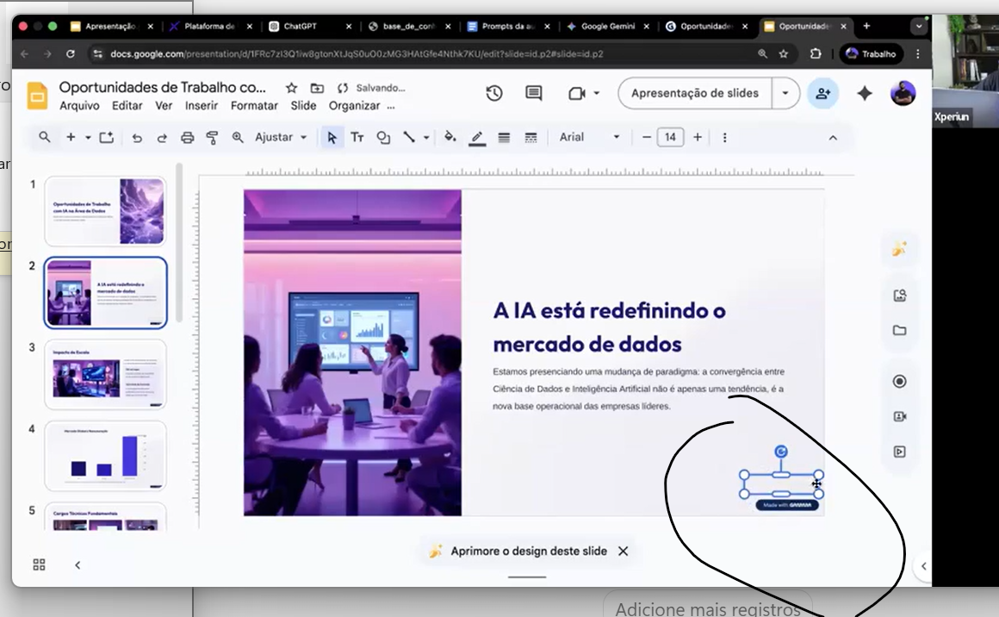 Apresentação
Plataforma de
ChatGPT
base_de_conl
Prompts da au
Google Gemini
Oportunidade
Oportunidade
docs.google.com/presentation/d/1FRc7zI3Q1iw8gtonXtJqS0uO0zMG3HAtGfe4Nthk7KU/edit?slide=id.p2#slide=id.p2
Trabalho
Oportunidades de Trabalho co...
Salvando...
Apresentação de slides
Arquivo Editar Ver Inserir Formatar Slide Organizar ...
Xperiun
Ajustar
Arial
14
1
Oportunidades de Trabalho
com IA na Área de Dados
2
A IA está redefinindo o
mercado de dados
3
Impacto da Escala
4
5
Cargos Técnicos Fundamentais
A IA está redefinindo o
mercado de dados
Estamos presenciando uma mudança de paradigma: a convergência entre
Ciência de Dados e Inteligência Artificial não é apenas uma tendência, é a
nova base operacional das empresas líderes.
Made with GAMMA
Aprimore o design deste slide
Adicione mais registros